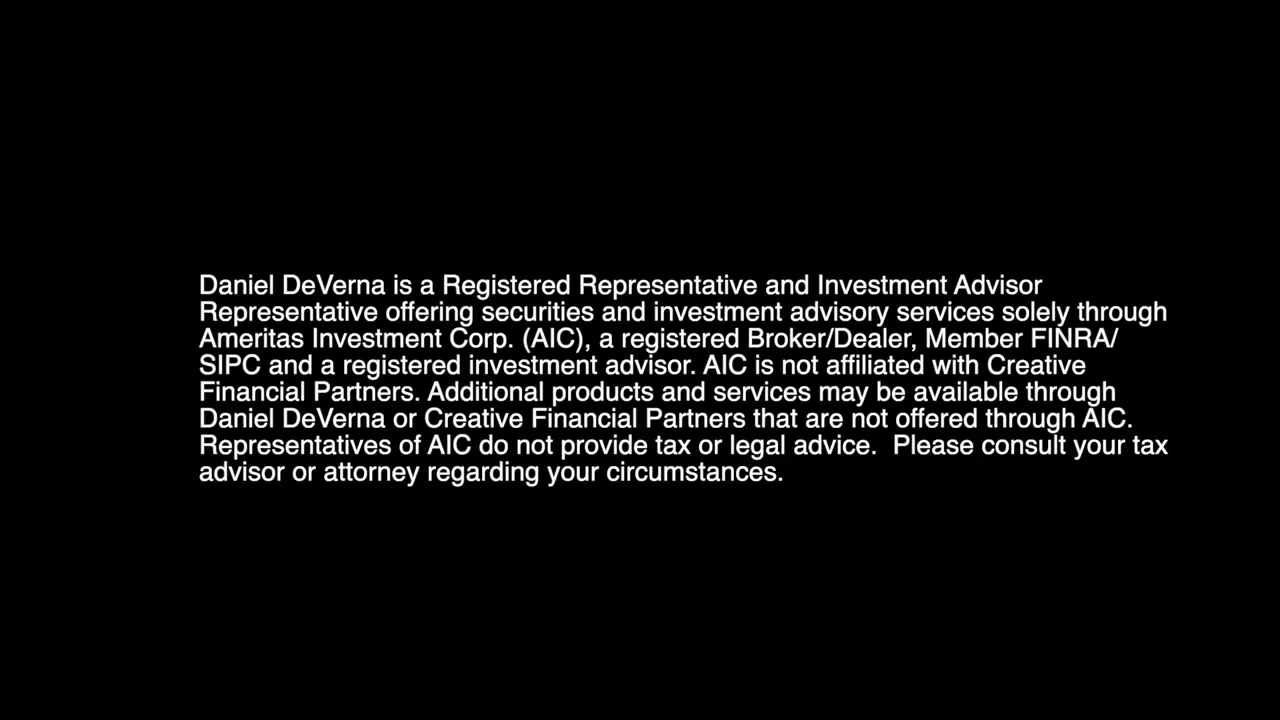 Daniel DeVerna is a Registered Representative and Investment Advisor
Representative offering securities and investment advisory services solely through
Ameritas Investment Corp. (AIC), a registered Broker/Dealer, Member FINRA/
SIPC and a registered investment advisor. AIC is not affiliated with Creative
Financial Partners. Additional products and services may be available through
Daniel DeVerna or Creative Financial Partners that are not offered through AIC.
Representatives of AIC do not provide tax or legal advice.  Please consult your tax
advisor or attorney regarding your circumstances.